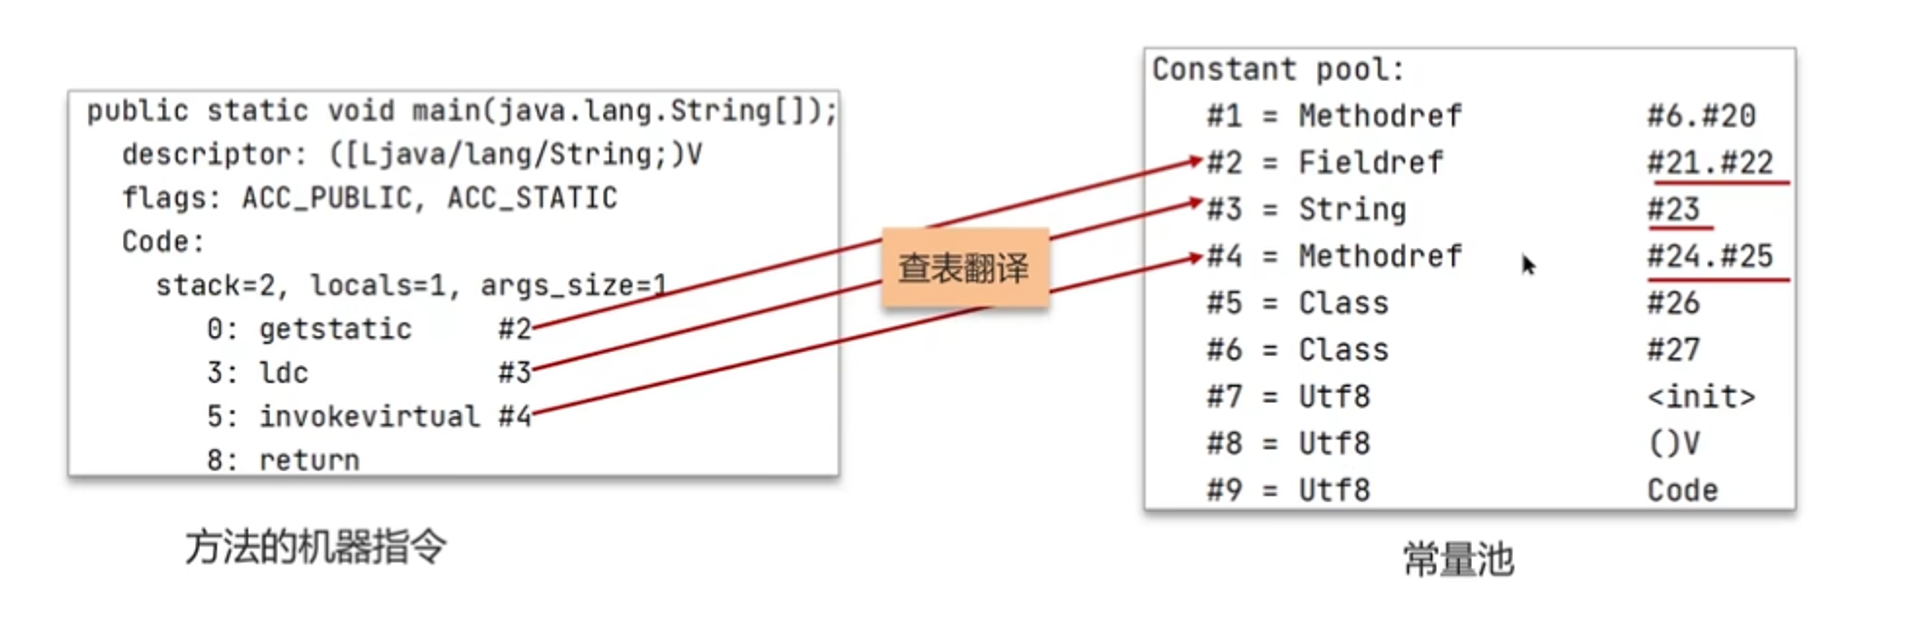 public static void main(java.lang.String[]);
descriptor: ([Ljava/lang/String;)V
flags: ACC_PUBLIC, ACC_STATIC
Code:
stack=2, locals=1, args_size=1
0: getstatic #2
3: ldc #3
5: invokevirtual #4
8: return
方法的机器指令
查表翻译
Constant pool:
#1 = Methodref #6.#20
#2 = Fieldref #21.#22
#3 = String #23
#4 = Methodref #24.#25
#5 = Class #26
#6 = Class #27
#7 = Utf8 <init>
#8 = Utf8 ()V
#9 = Utf8 Code
常量池